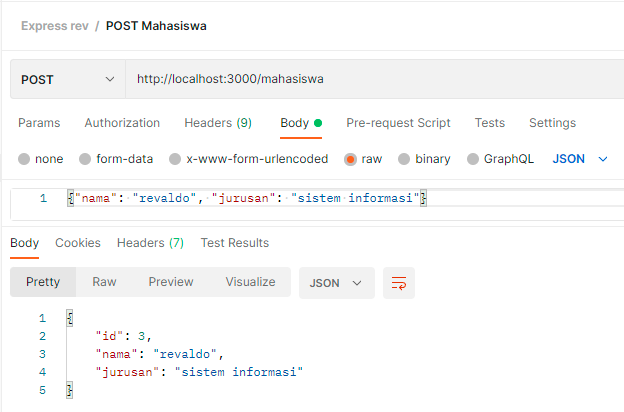 Express rev / POST Mahasiswa
POST http://localhost:3000/mahasiswa
Params Authorization Headers (9) Body Pre-request Script Tests Settings
none form-data x-www-form-urlencoded raw binary GraphQL JSON
1 {"nama": "revaldo", "jurusan": "sistem informasi"}
Body Cookies Headers (7) Test Results
Pretty Raw Preview Visualize JSON
1 {
2 "id": 3,
3 "nama": "revaldo",
4 "jurusan": "sistem informasi"
5 }